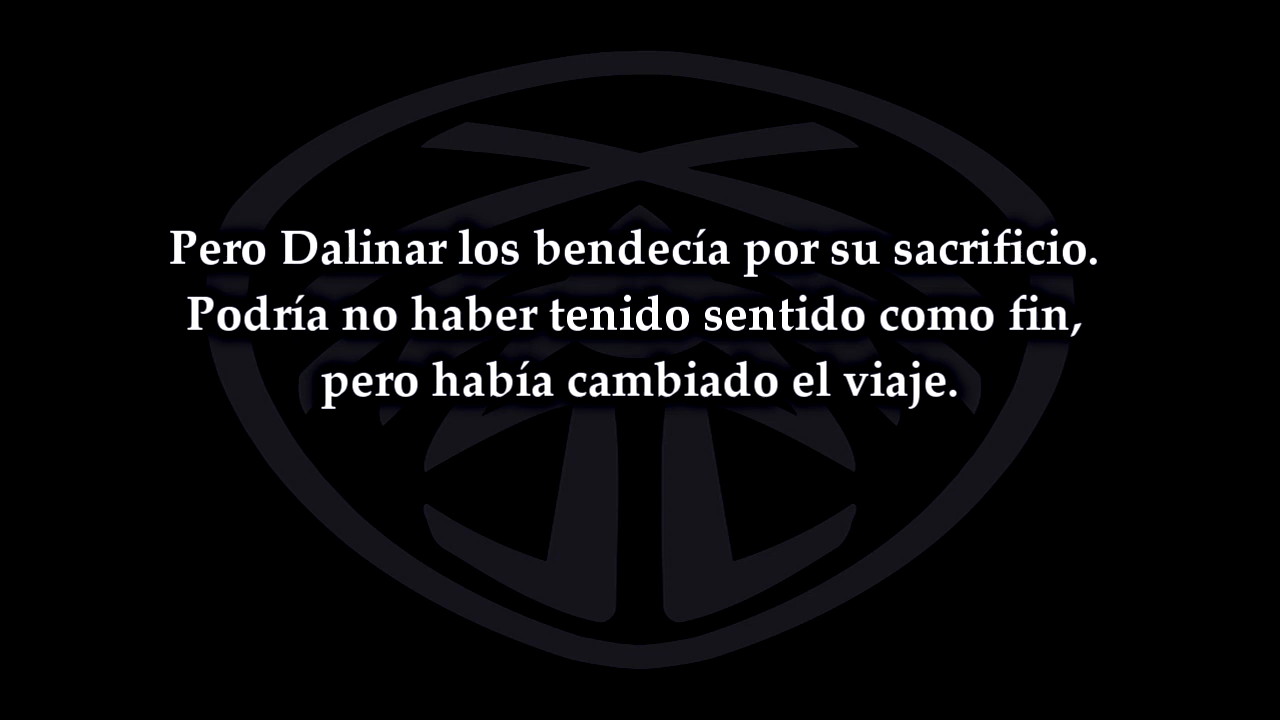 Pero Dalinar los bendecía por su sacrificio.
Podría no haber tenido sentido como fin,
pero había cambiado el viaje.